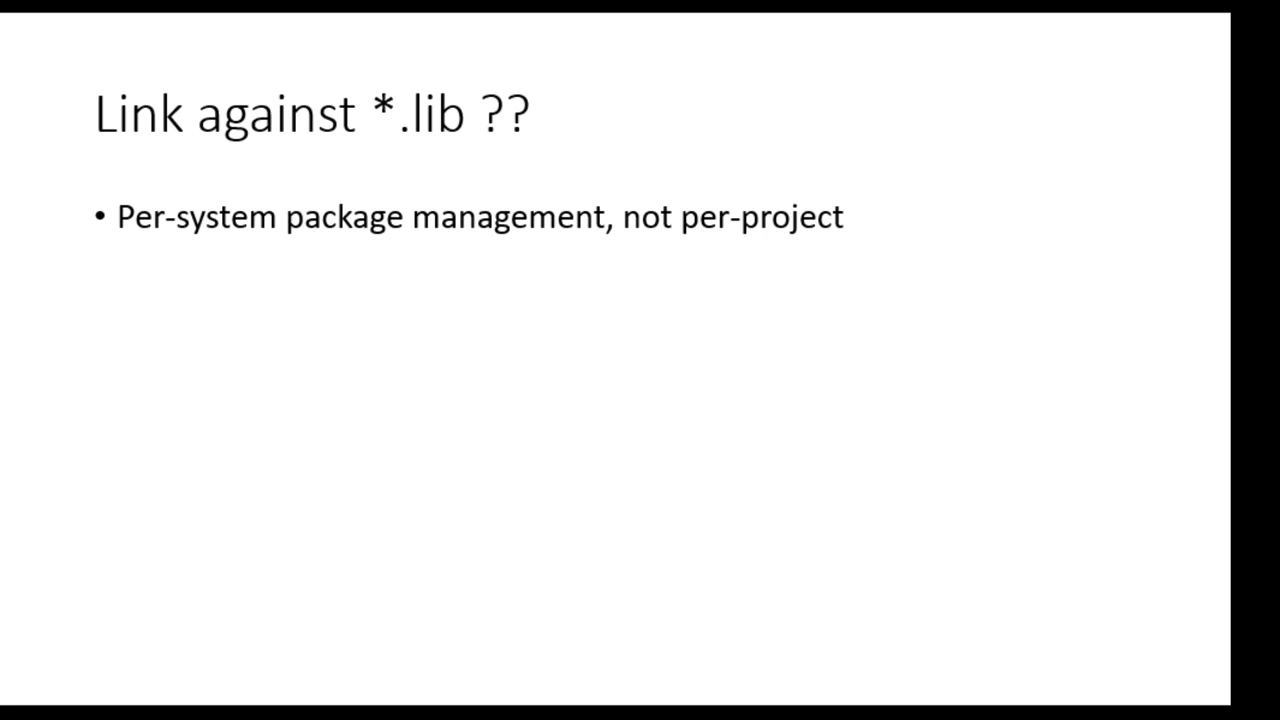 Link against *.lib ??
• Per-system package management, not per-project